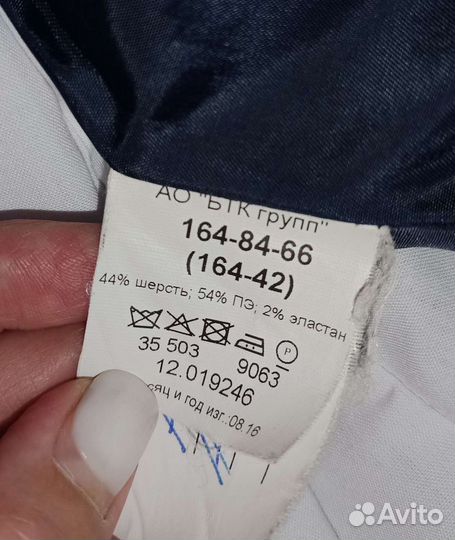 АО "БТК групп"
164-84-66
(164-42)
44% шерсть; 54% ПЭ; 2% эластан
P
35 503 9063
12.019246
сяц и год изг.:08.16
Avito